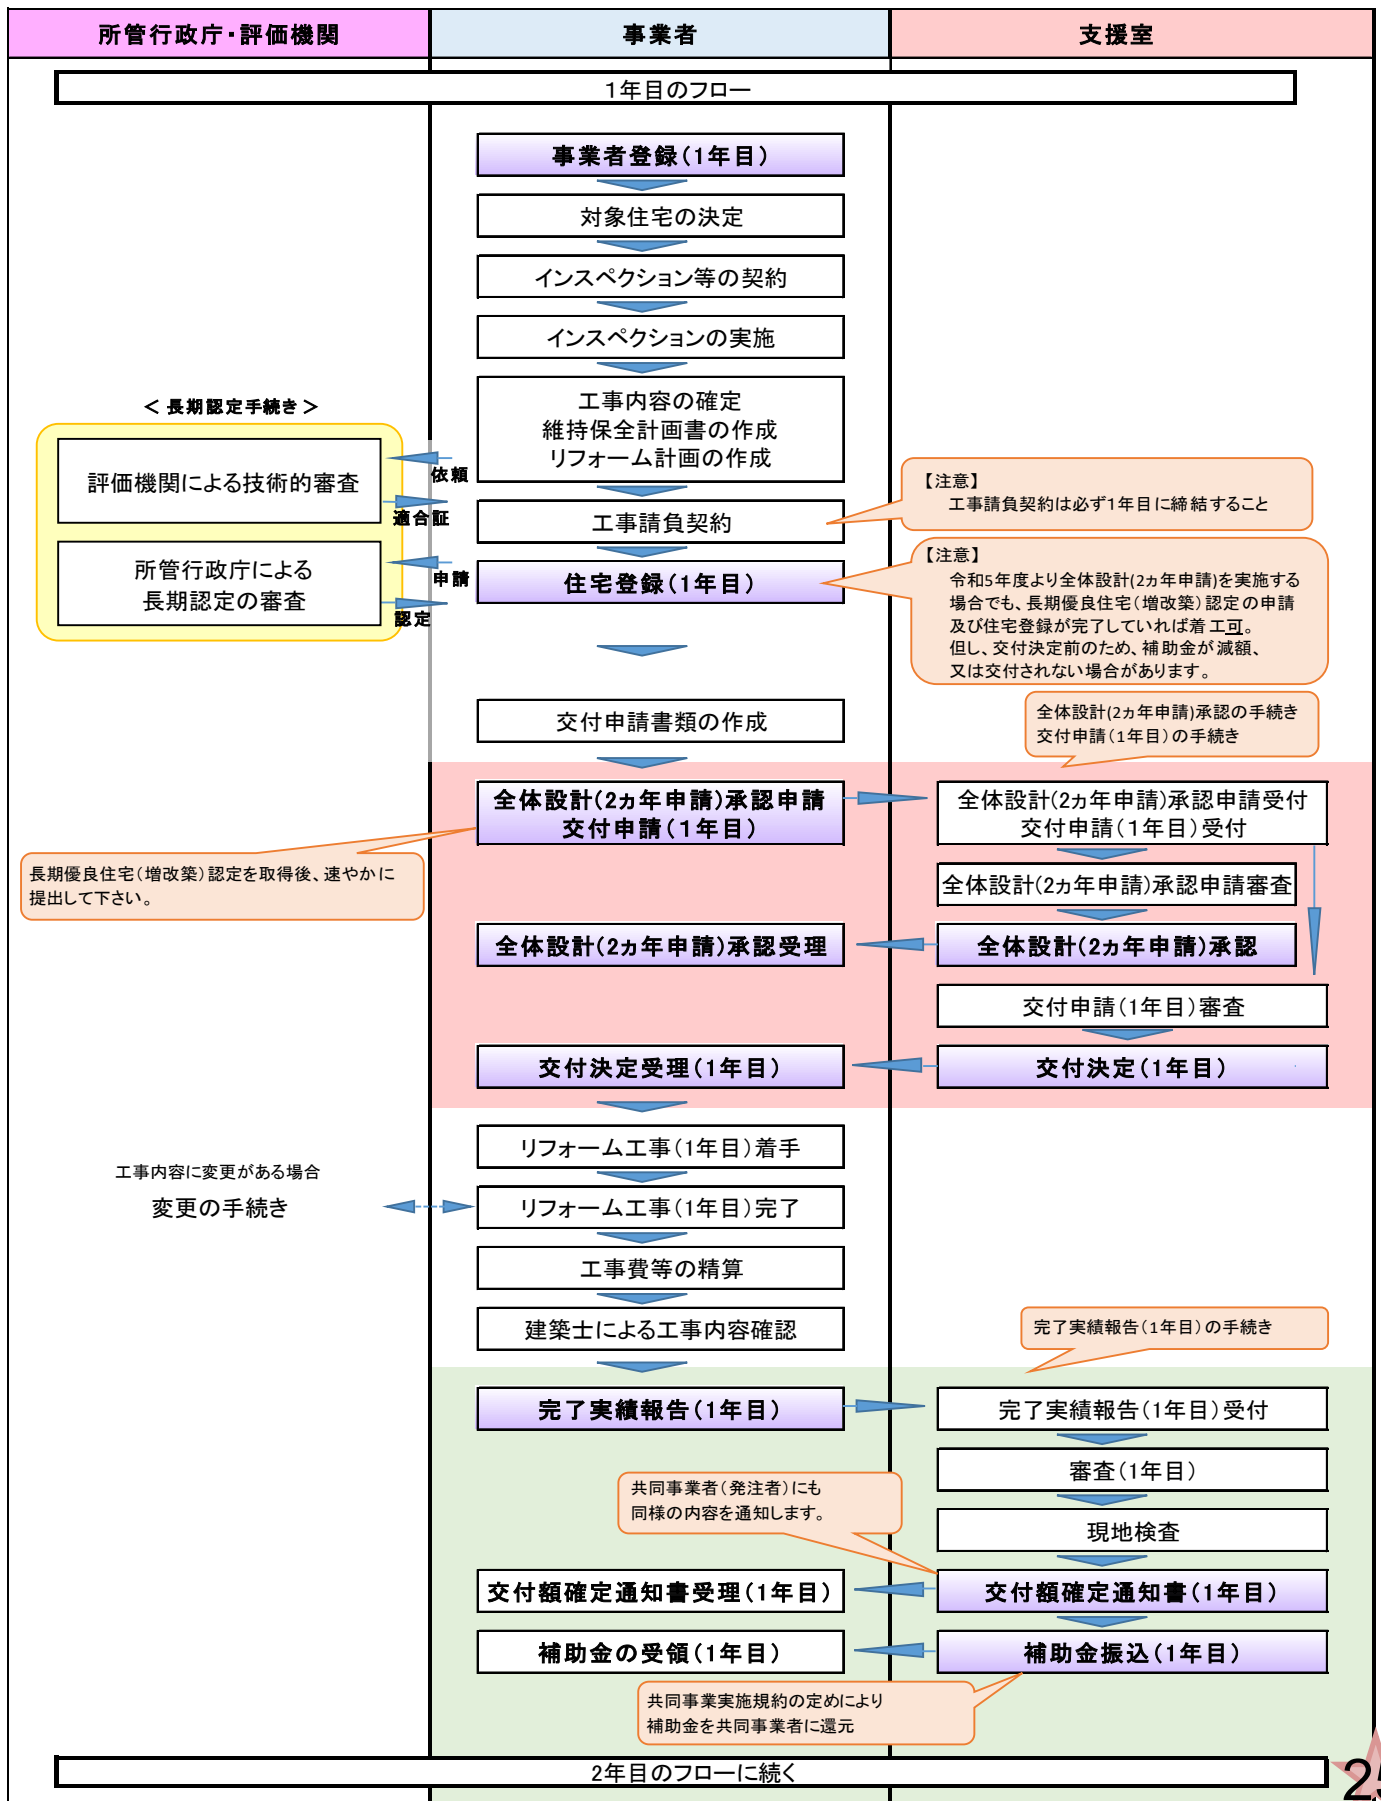 所管行政庁・評価機関
事業者
支援室
1年目のフロー
事業者登録(1年目)
対象住宅の決定
インスペクション等の契約
インスペクションの実施
工事内容の確定
維持保全計画書の作成
リフォーム計画の作成
＜ 長期認定手続き ＞
評価機関による技術的審査
依頼
適合証
工事請負契約
【注意】
工事請負契約は必ず1年目に締結すること
所管行政庁による
長期認定の審査
申請
認定
住宅登録(1年目)
【注意】
令和5年度より全体設計(2ヵ年申請)を実施する
場合でも、長期優良住宅(増改築)認定の申請
及び住宅登録が完了していれば着工可。
但し、交付決定前のため、補助金が減額、
又は交付されない場合があります。
交付申請書類の作成
全体設計(2ヵ年申請)承認の手続き
交付申請(1年目)の手続き
全体設計(2ヵ年申請)承認申請
交付申請(1年目)
全体設計(2ヵ年申請)承認申請受付
交付申請(1年目)受付
長期優良住宅(増改築)認定を取得後、速やかに
提出して下さい。
全体設計(2ヵ年申請)承認申請審査
全体設計(2ヵ年申請)承認受理
全体設計(2ヵ年申請)承認
交付申請(1年目)審査
交付決定受理(1年目)
交付決定(1年目)
リフォーム工事(1年目)着手
工事内容に変更がある場合
変更の手続き
リフォーム工事(1年目)完了
工事費等の精算
建築士による工事内容確認
完了実績報告(1年目)の手続き
完了実績報告(1年目)
完了実績報告(1年目)受付
審査(1年目)
共同事業者(発注者)にも
同様の内容を通知します。
現地検査
交付額確定通知書受理(1年目)
交付額確定通知書(1年目)
補助金の受領(1年目)
補助金振込(1年目)
共同事業実施規約の定めにより
補助金を共同事業者に還元
2年目のフローに続く
25